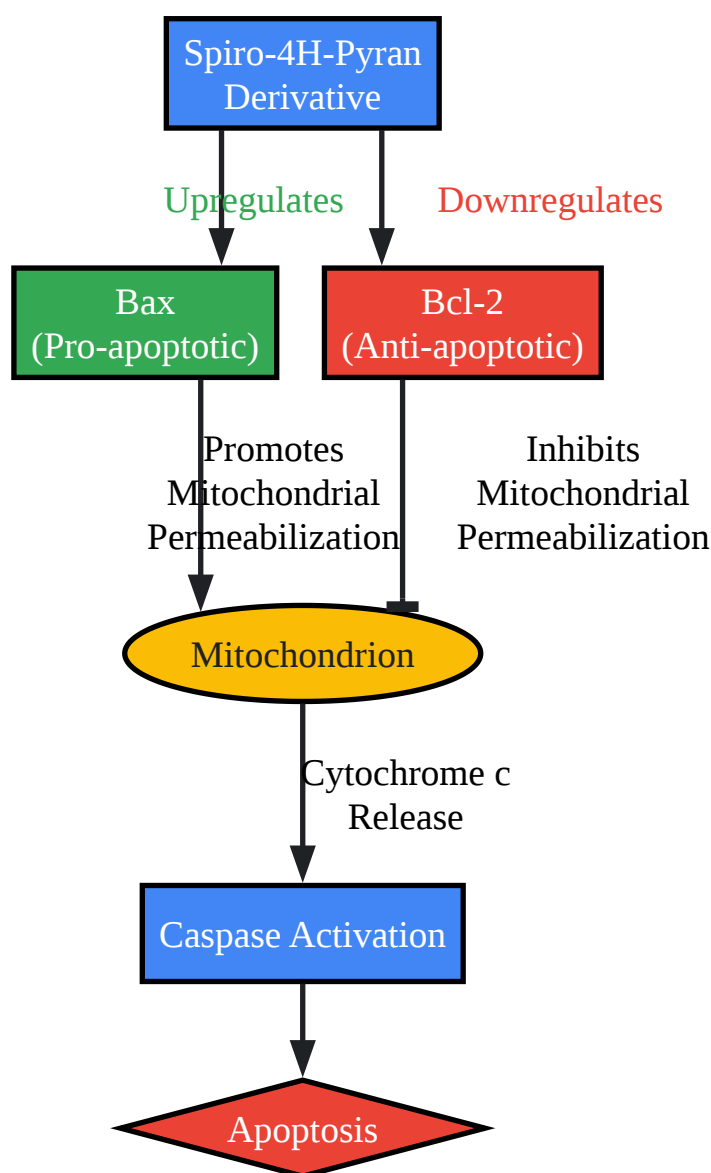 Spiro-4H-Pyran
Derivative
Upregulates
Downregulates
Bax
(Pro-apoptotic)
Bcl-2
(Anti-apoptotic)
Promotes
Mitochondrial
Permeabilization
Inhibits
Mitochondrial
Permeabilization
Mitochondrion
Cytochrome c
Release
Caspase Activation
Apoptosis